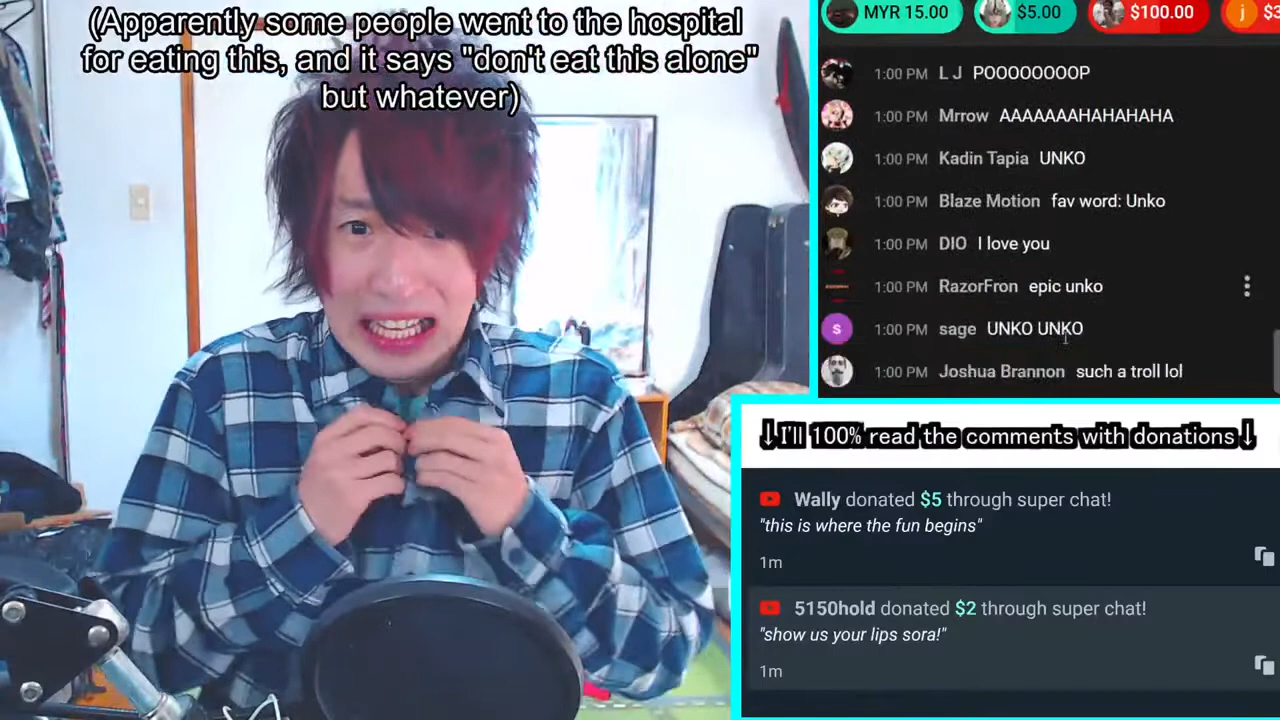 (Apparently some people went to the hospital
for eating this, and it says "don't eat this alone"
but whatever)
MYR 15.00
$5.00
$100.00
j
1:00 PM L J POOOOOOOOP
1:00 PM Mrrow AAAAAAAHAHAHAHA
1:00 PM Kadin Tapia UNKO
1:00 PM Blaze Motion fav word: Unko
1:00 PM DIO I love you
1:00 PM RazorFron epic unko
S
1:00 PM sage UNKO UNKO
1:00 PM Joshua Brannon such a troll lol
↓I'll 100% read the comments with donations↓
Wally donated $5 through super chat!
"this is where the fun begins"
1m
5150hold donated $2 through super chat!
"show us your lips sora!"
1m